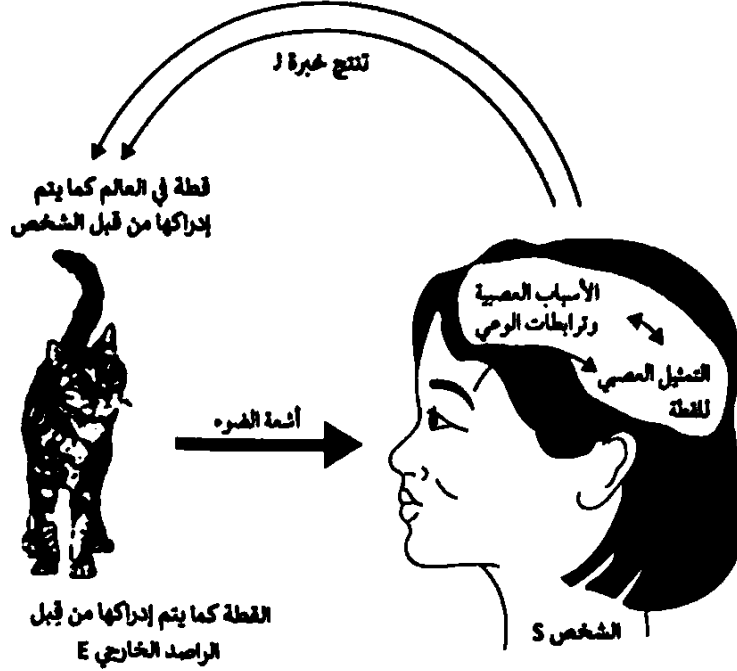 تنتج خبرة لـ
قطة في العالم كما يتم
إدراكها من قبل الشخص
الأسباب العصبية
وترابطات الوعي
التمثيل العصبي
للقطة
أشعة الضوء
القطة كما يتم إدراكها من قبل
الراصد الخارجي E
الشخص S